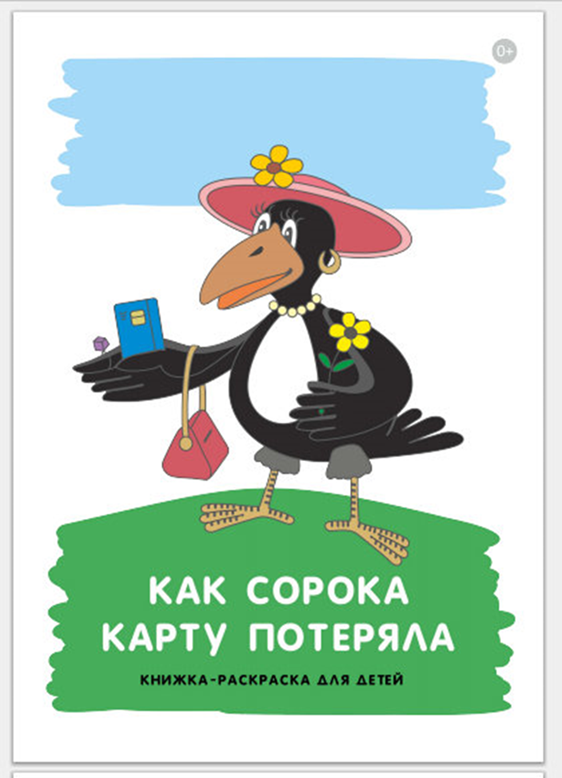 0+
КАК СОРОКА
КАРТУ ПОТЕРЯЛА
КНИЖКА-РАСКРАСКА ДЛЯ ДЕТЕЙ